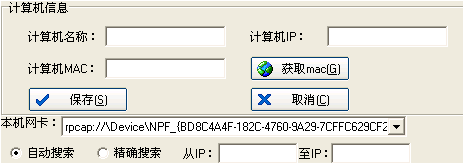 计算机信息
计算机名称： 计算机IP：
计算机MAC： 获取mac(G)
保存(S) 取消(C)
本机网卡： rpcap://\Device\NPF_{BD8C4A4F-182C-4760-9A29-7CFFC629CF2
自动搜索 精确搜索 从IP： 至IP：